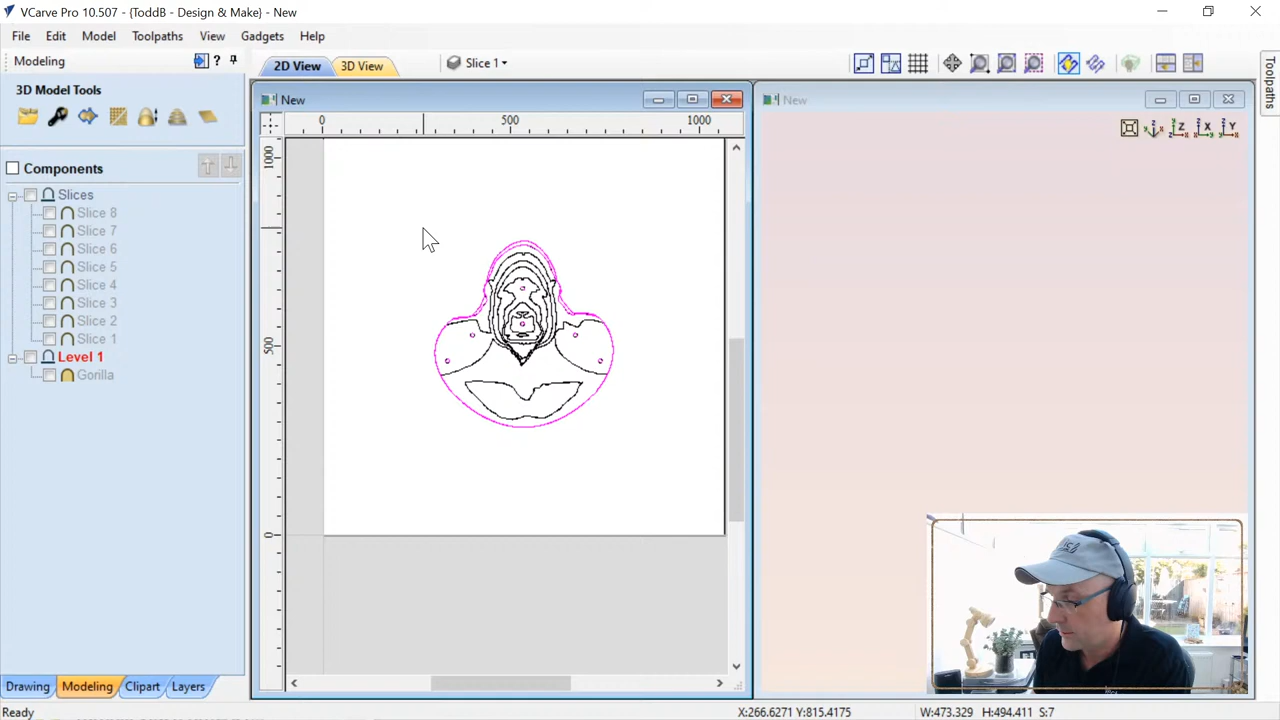 VCarve Pro 10.507 - {ToddB - Design & Make} - New
File Edit Model Toolpaths View Gadgets Help
Modeling ?
2D View 3D View Slice 1
3D Model Tools
New
New
0 500 1000
1000
500
0
Z X Y
Components
Slices
Slice 8
Slice 7
Slice 6
Slice 5
Slice 4
Slice 3
Slice 2
Slice 1
Level 1
Gorilla
Toolpaths
Drawing Modeling Clipart Layers
Ready X:266.6271 Y:815.4175 W:473.329 H:494.411 S:7